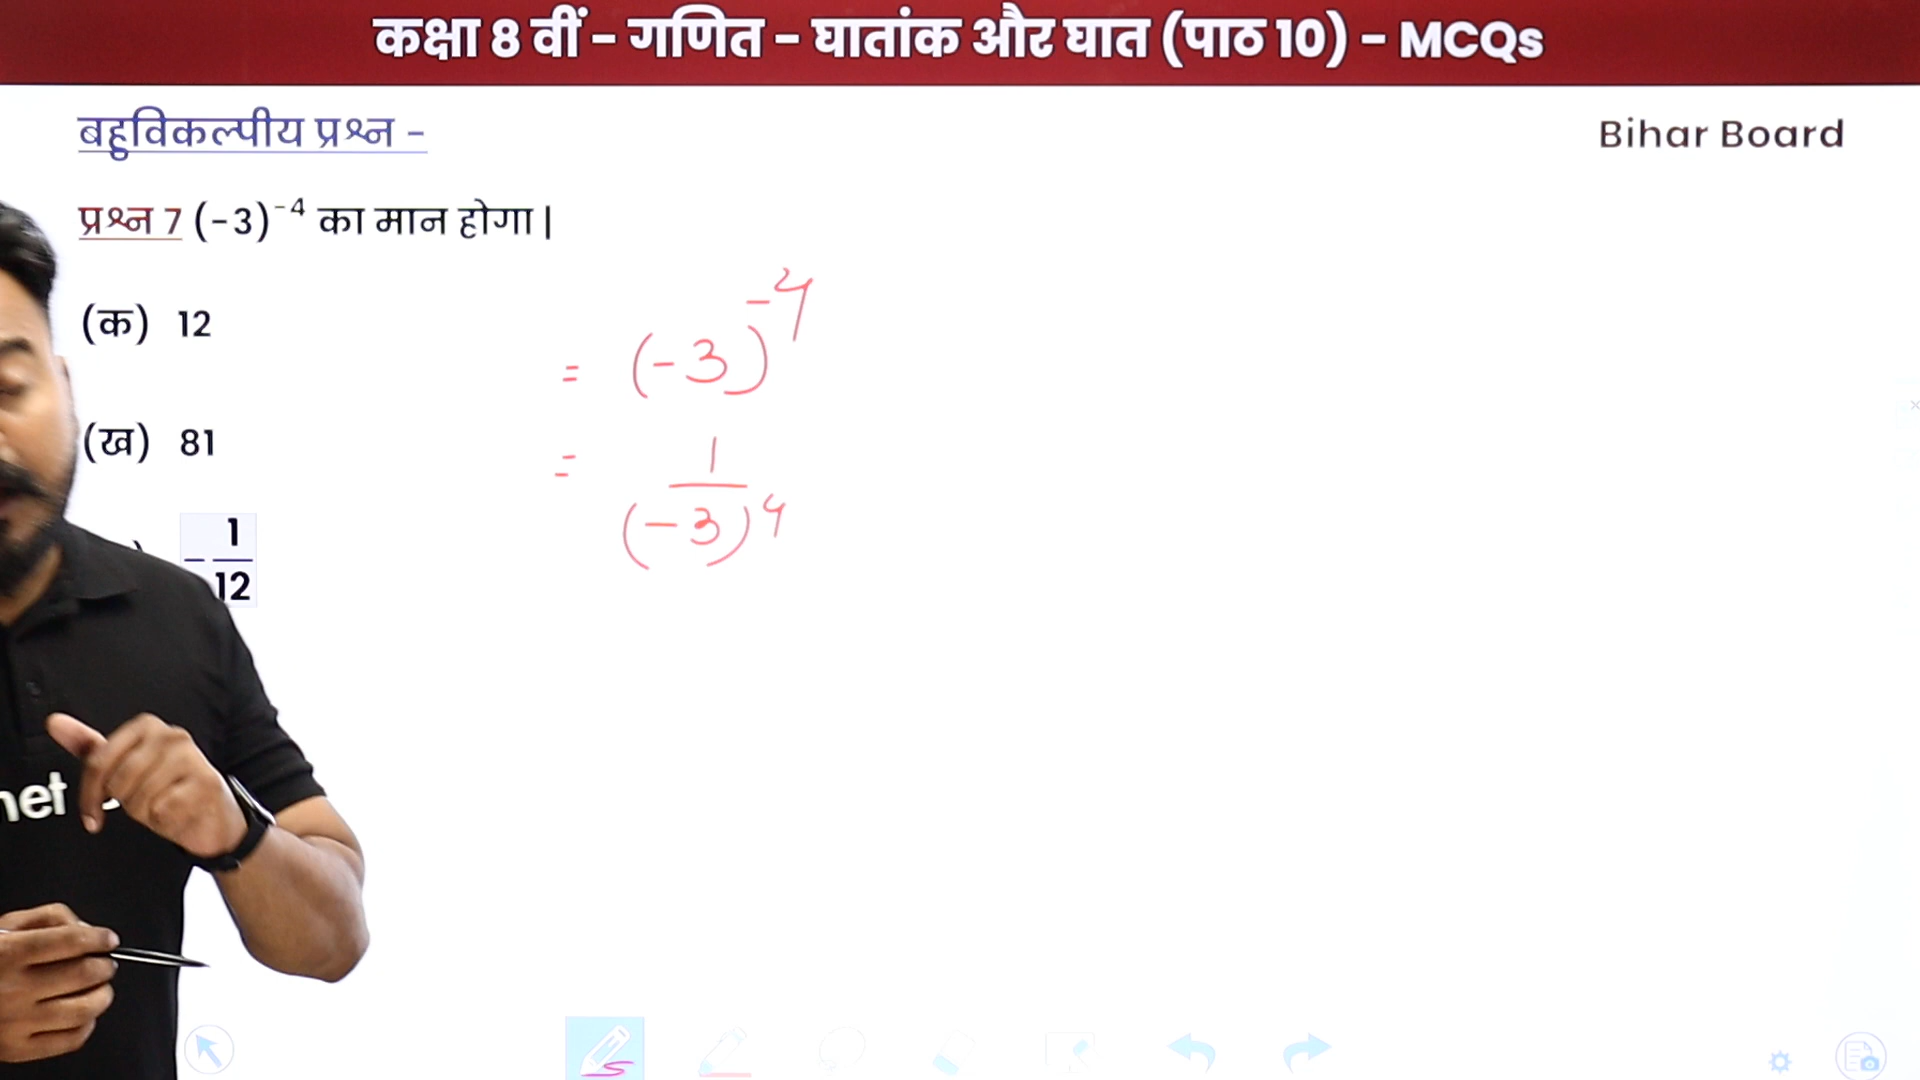 कक्षा 8 वीं – गणित – घातांक और घात (पाठ 10) – MCQs
बहुविकल्पीय प्रश्न –
Bihar Board
प्रश्न 7 (-3)⁻⁴ का मान होगा |
(क) 12
(ख) 81
) -1/12
= (-3)⁻⁴
= 1/(-3)⁴
net